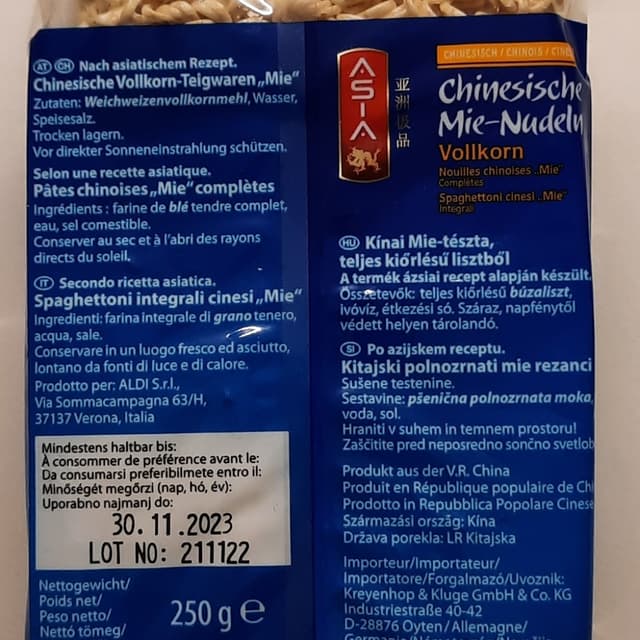 AT CH Nach asiatischem Rezept.
Chinesische Vollkorn-Teigwaren „Mie“
Zutaten: Weichweizenvollkornmehl, Wasser,
Speisesalz.
Trocken lagern.
Vor direkter Sonneneinstrahlung schützen.
Selon une recette asiatique.
Pâtes chinoises „Mie“ complètes
Ingrédients : farine de blé tendre complet,
eau, sel comestible.
Conserver au sec et à l'abri des rayons
directs du soleil.
IT Secondo ricetta asiatica.
Spaghettoni integrali cinesi „Mie“
Ingredienti: farina integrale di grano tenero,
acqua, sale.
Conservare in un luogo fresco ed asciutto,
lontano da fonti di luce e di calore.
Prodotto per: ALDI S.r.l.,
Via Sommacampagna 63/H,
37137 Verona, Italia
Mindestens haltbar bis:
À consommer de préférence avant le:
Da consumarsi preferibilmete entro il:
Minőségét megőrzi (nap, hó, év):
Uporabno najmanj do:
30.11.2023
LOT NO: 211122
Nettogewicht/
Poids net/
Peso netto/
Nettó tömeg/
250 g e
ASIA
亚洲极品
CHINESISCH / CHINOIS / CINE
Chinesische
Mie-Nudeln
Vollkorn
Nouilles chinoises „Mie“
Complètes
Spaghettoni cinesi „Mie“
Integrali
HU Kínai Mie-tészta,
teljes kiőrlésű lisztből
A termék ázsiai recept alapján készült.
Összetevők: teljes kiőrlésű búzaliszt,
ivóvíz, étkezési só. Száraz, napfénytől
védett helyen tárolandó.
SI Po azijskem receptu.
Kitajski polnozrnati mie rezanci
Sušene testenine.
Sestavine: pšenična polnozrnata moka,
voda, sol.
Hraniti v suhem in temnem prostoru!
Zaščitite pred neposredno sončno svetlob
Produkt aus der V.R. China
Produit en République populaire de Chi
Prodotto in Repubblica Popolare Cinese
Származási ország: Kína
Država porekla: LR Kitajska
Importeur/Importateur/
Importatore/Forgalmazó/Uvoznik:
Kreyenhop & Kluge GmbH & Co. KG
Industriestraße 40-42
D-28876 Oyten/Allemagne/